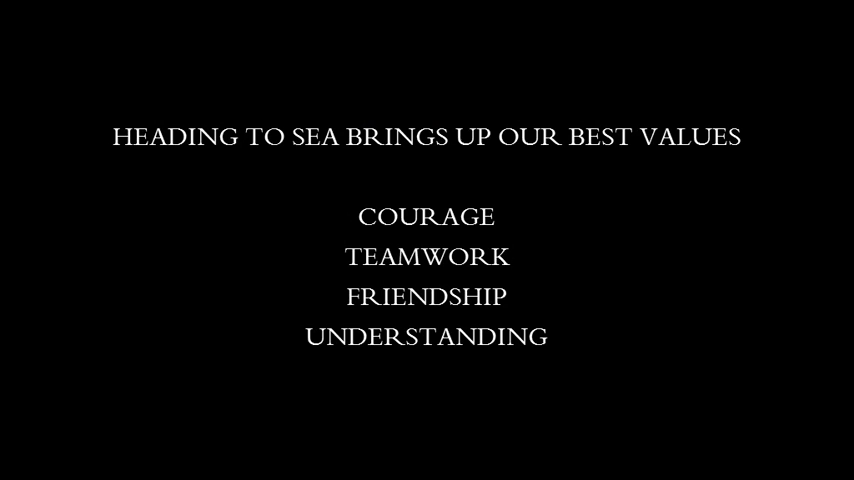 HEADING TO SEA BRINGS UP OUR BEST VALUES
COURAGE
TEAMWORK
FRIENDSHIP
UNDERSTANDING